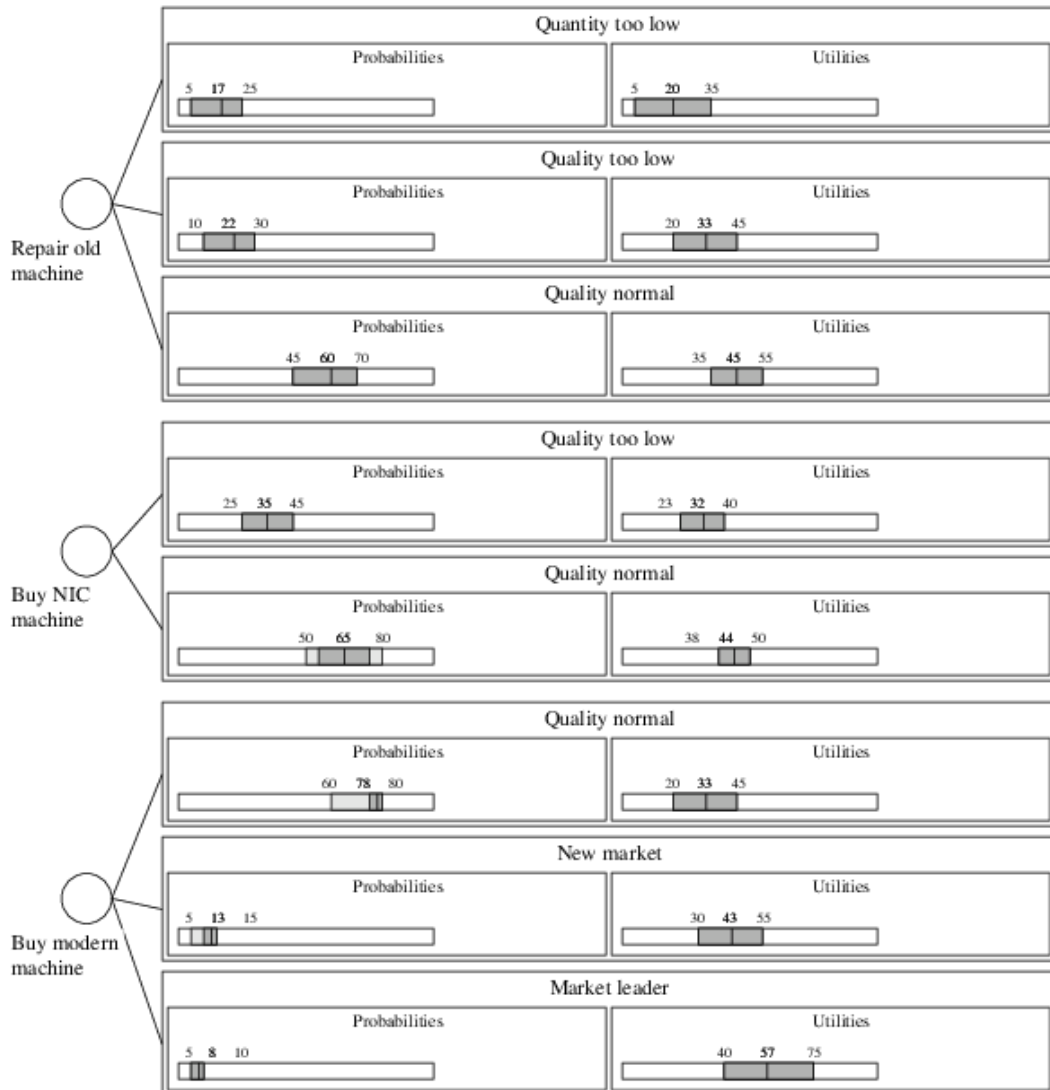 Quantity too low
Probabilities Utilities
5 17 25 5 20 35
Quality too low
Probabilities Utilities
10 22 30 20 33 45
Repair old
machine
Quality normal
Probabilities Utilities
45 60 70 35 45 55
Quality too low
Probabilities Utilities
25 35 45 23 32 40
Quality normal
Buy NIC
machine
Probabilities Utilities
50 65 80 38 44 50
Quality normal
Probabilities Utilities
60 78 80 20 33 45
New market
Probabilities Utilities
5 13 15 30 43 55
Buy modern
machine
Market leader
Probabilities Utilities
5 8 10 40 57 75